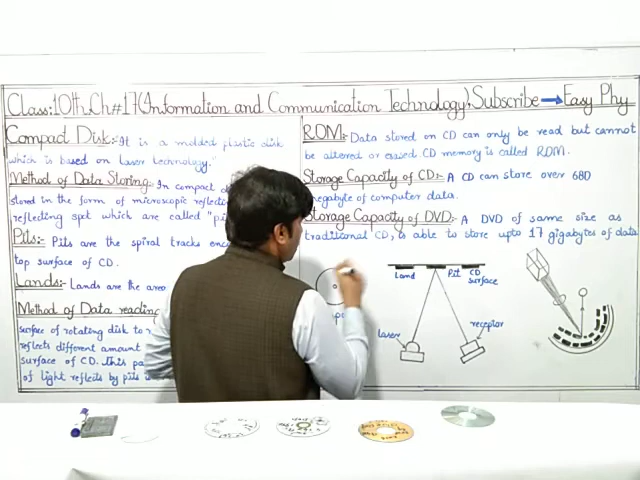 Class:10th,Ch#17(Information and Communication Technology), Subscribe → Easy Phy
Compact Disk:- It is a molded plastic disk
which is based on laser technology."
Method of Data Storing:- In compact
stored in the form of microscopic reflecti
reflecting spot which are called "pi
Pits:- Pits are the spiral tracks enc
top surface of CD.
Lands:- Lands are the area
Method of Data reading
surface of rotating disk to
reflects different amount
surface of CD. This pa
of light reflects by pits is
ROM:- Data stored on CD can only be read but cannot
be altered or erased CD memory is called ROM.
Storage Capacity of CD:- A CD can store over 680
megabyte of computer data.
Storage Capacity of DVD:- A DVD of same size as
traditional CD, is able to store upto 17 gigabytes of data.
Land Pit CD surface
laser
receptor